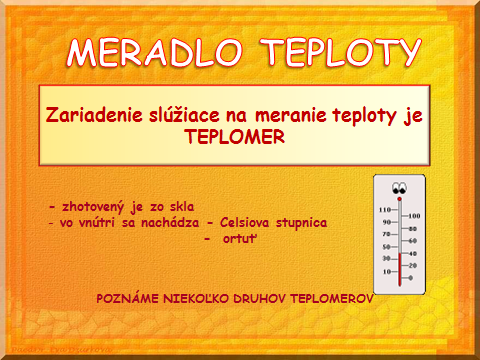 MERADLO TEPLOTY
Zariadenie slúžiace na meranie teploty je
TEPLOMER
- zhotovený je zo skla
- vo vnútri sa nachádza - Celsiova stupnica
- ortuť
110
100
90
80
70
60
50
40
30
20
10
0
POZNÁME NIEKOĽKO DRUHOV TEPLOMEROV